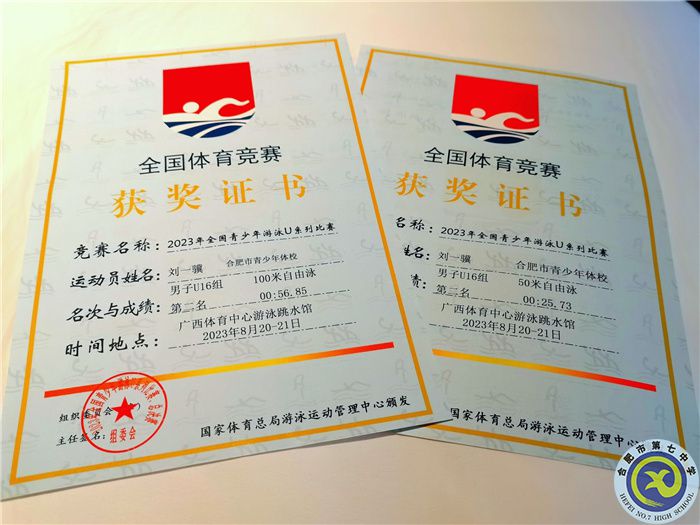 全国体育竞赛
获奖证书
竞赛名称：2023年全国青少年游泳U系列比赛
运动员姓名：刘一骥 合肥市青少年体校
男子U16组 100米自由泳
名次与成绩：第二名 00:56.85
时间地点：广西体育中心游泳跳水馆
2023年8月20-21日
组织委员会
主任签名：
组委会
国家体育总局游泳运动管理中心颁发
全国体育竞赛
获奖证书
名称：2023年全国青少年游泳U系列比赛
姓名：刘一骥 合肥市青少年体校
男子U16组 50米自由泳
责：第二名 00:25.73
广西体育中心游泳跳水馆
2023年8月20-21日
国家体育总局游泳运动管理中心
合肥市第七中学
HEFEI NO.7 HIGH SCHOOL